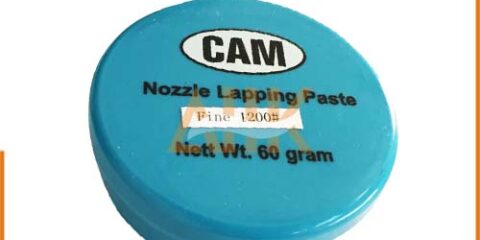 CAM
Nozzle Lapping Paste
Fine 1200#
Nett Wt. 60 gram